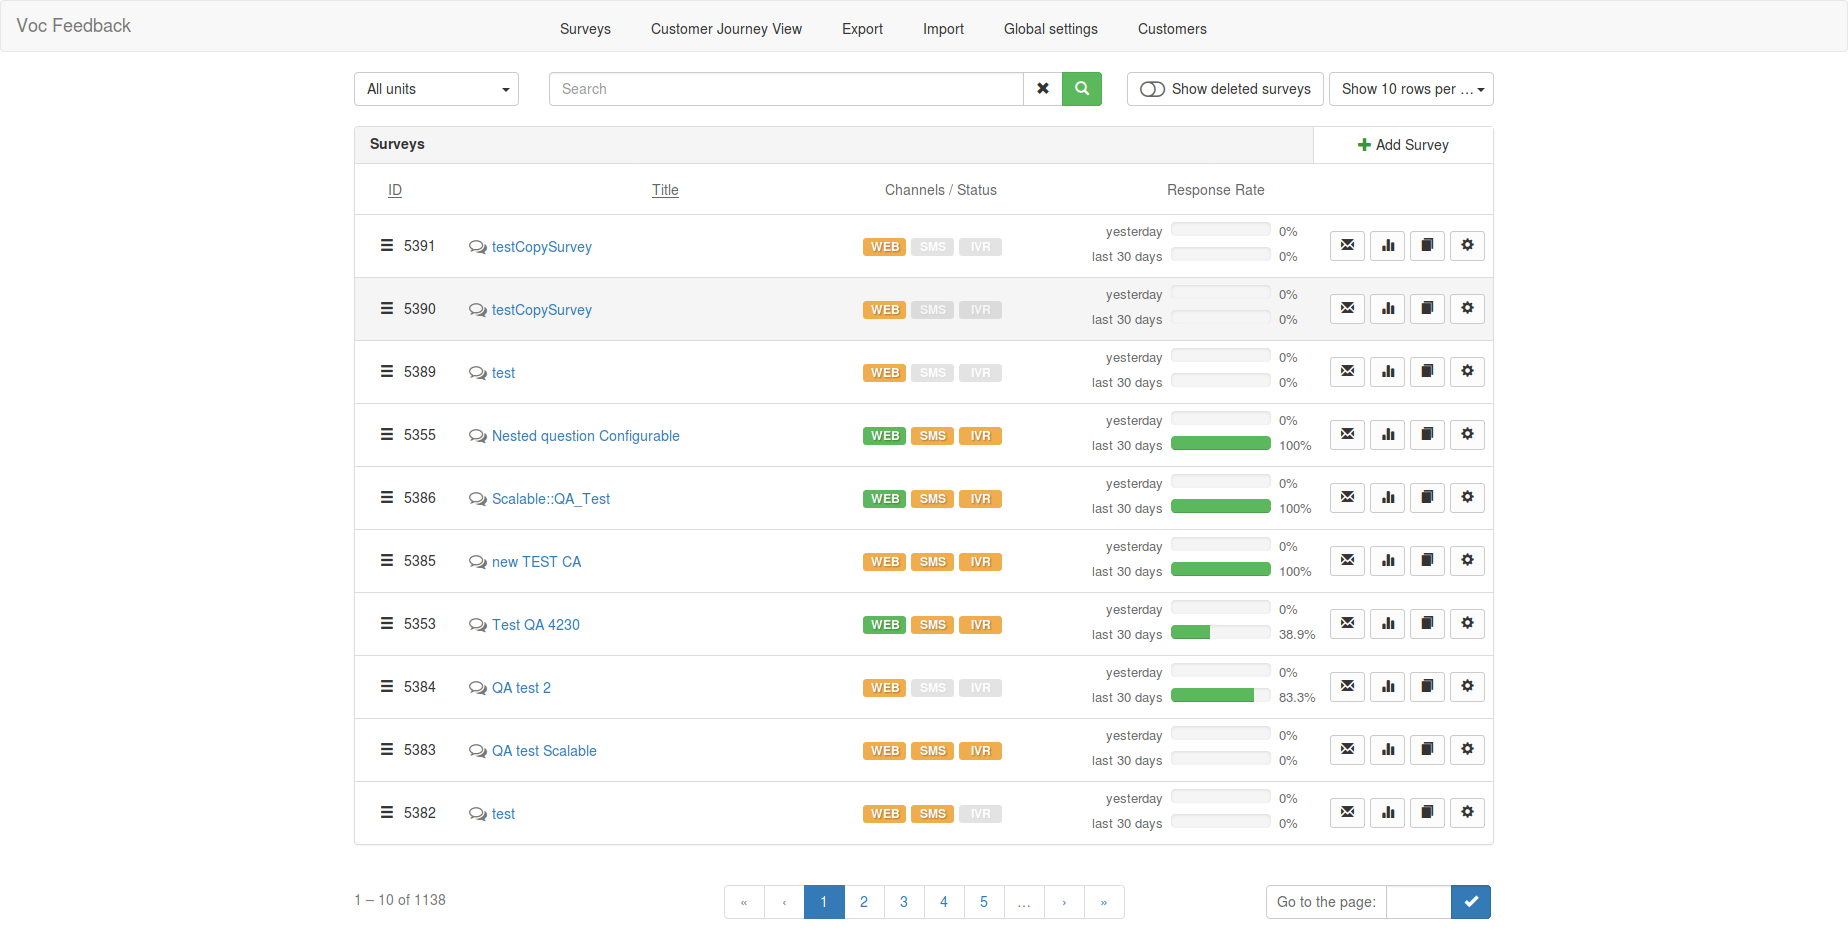 Voc Feedback Surveys Customer Journey View Export Import Global settings Customers
All units Search Show deleted surveys Show 10 rows per ...
Surveys Add Survey
ID Title Channels / Status Response Rate
yesterday 0%
5391 testCopySurvey WEB SMS IVR
last 30 days 0%
yesterday 0%
5390 testCopySurvey WEB SMS IVR
last 30 days 0%
yesterday 0%
5389 test WEB SMS IVR
last 30 days 0%
yesterday 0%
5355 Nested question Configurable WEB SMS IVR
last 30 days 100%
yesterday 0%
5386 Scalable::QA_Test WEB SMS IVR
last 30 days 100%
yesterday 0%
5385 new TEST CA WEB SMS IVR
last 30 days 100%
yesterday 0%
5353 Test QA 4230 WEB SMS IVR
last 30 days 38.9%
yesterday 0%
5384 QA test 2 WEB SMS IVR
last 30 days 83.3%
yesterday 0%
5383 QA test Scalable WEB SMS IVR
last 30 days 0%
yesterday 0%
5382 test WEB SMS IVR
last 30 days 0%
1 – 10 of 1138 « ‹ 1 2 3 4 5 ... › » Go to the page: